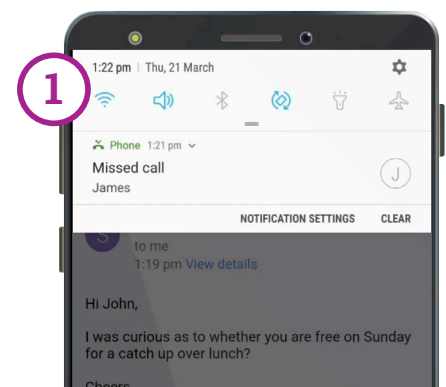 1
1:22 pm | Thu, 21 March
Phone 1:21 pm
Missed call
James
J
NOTIFICATION SETTINGS CLEAR
S
to me
1:19 pm View details
Hi John,
I was curious as to whether you are free on Sunday
for a catch up over lunch?
Cheers